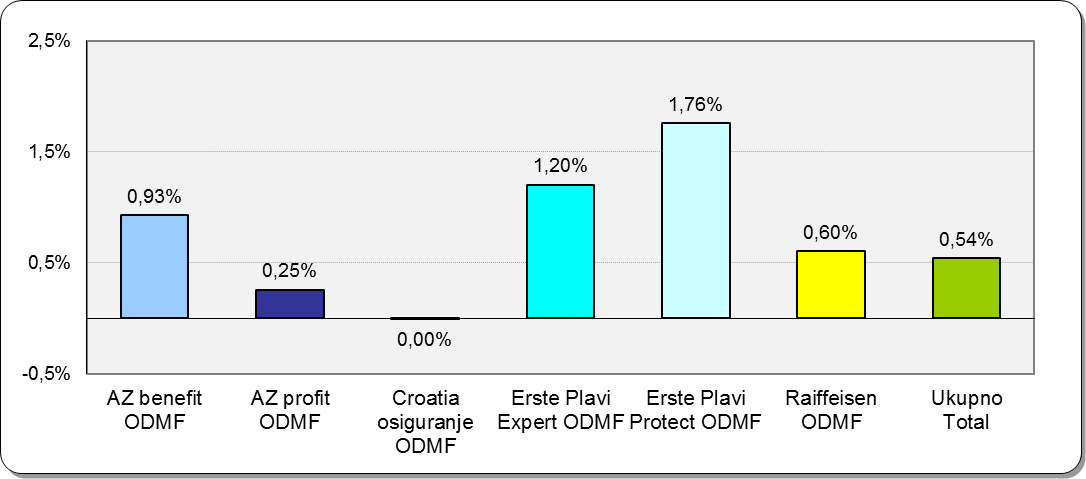 2,5%
1,5%
0,5%
-0,5%
0,93%
0,25%
0,00%
1,20%
1,76%
0,60%
0,54%
AZ benefit
ODMF
AZ profit
ODMF
Croatia
osiguranje
ODMF
Erste Plavi
Expert ODMF
Erste Plavi
Protect ODMF
Raiffeisen
ODMF
Ukupno
Total